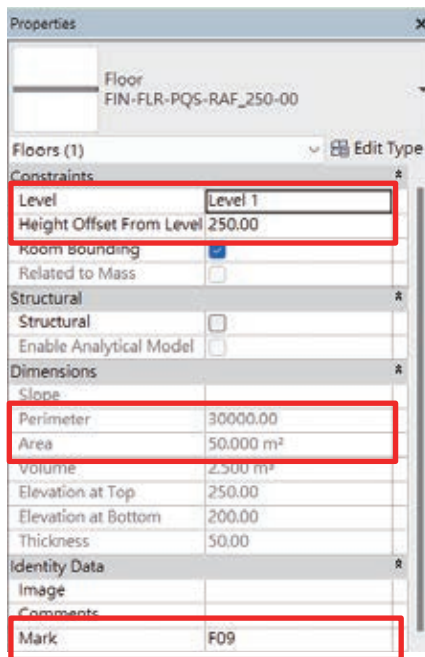 Properties
Floor
FIN-FLR-PQS-RAF_250-00
Floors (1) Edit Type
Constraints
Level Level 1
Height Offset From Level 250.00
Room Bounding
Related to Mass
Structural
Structural
Enable Analytical Model
Dimensions
Slope
Perimeter 30000.00
Area 50.000 m²
Volume 2.500 m³
Elevation at Top 250.00
Elevation at Bottom 200.00
Thickness 50.00
Identity Data
Image
Comments
Mark F09